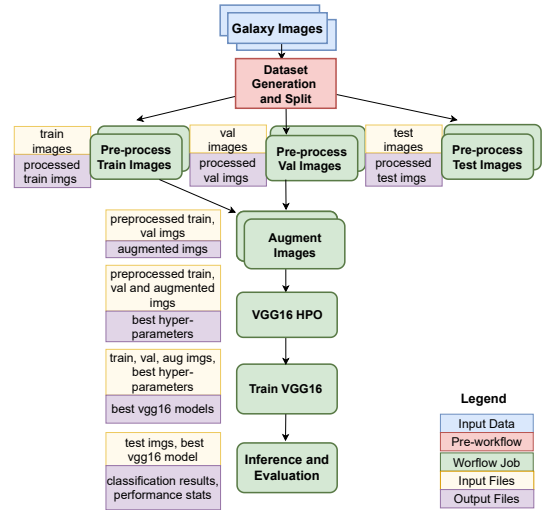 Galaxy Images
Dataset
Generation
and Split
train
images
processed
train imgs
Pre-process
Train Images
val
images
processed
val imgs
Pre-process
Val Images
test
images
processed
test imgs
Pre-process
Test Images
preprocessed train,
val imgs
augmented imgs
Augment
Images
preprocessed train,
val and augmented
imgs
best hyper-
parameters
VGG16 HPO
train, val, aug imgs,
best hyper-
parameters
best vgg16 models
Train VGG16
test imgs, best
vgg16 model
classification results,
performance stats
Inference and
Evaluation
Legend
Input Data
Pre-workflow
Worflow Job
Input Files
Output Files